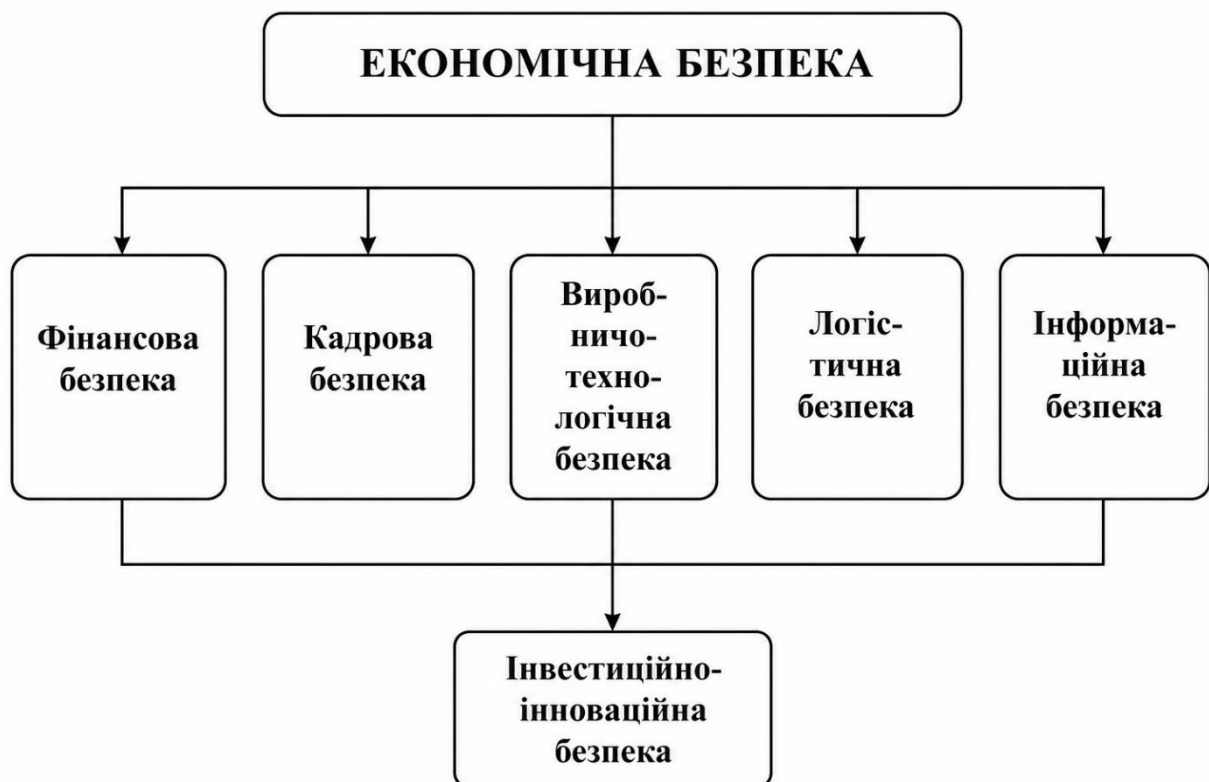 ЕКОНОМІЧНА БЕЗПЕКА
Фінансова
безпека
Кадрова
безпека
Вироб-
ничо-
техно-
логічна
безпека
Логіс-
тична
безпека
Інформа-
ційна
безпека
Інвестиційно-
інноваційна
безпека